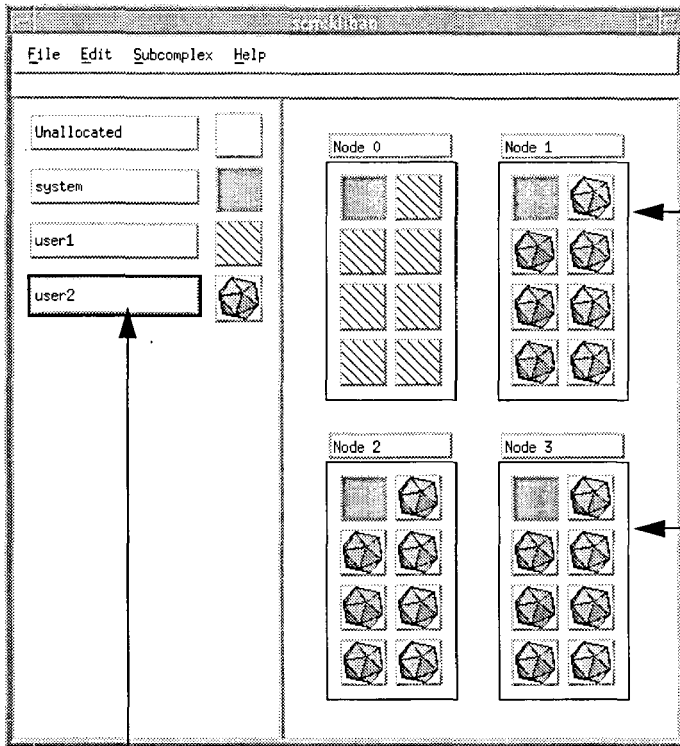 File Edit Subcomplex Help
Unallocated
system
user1
user2
Node 0
Node 1
Node 2
Node 3